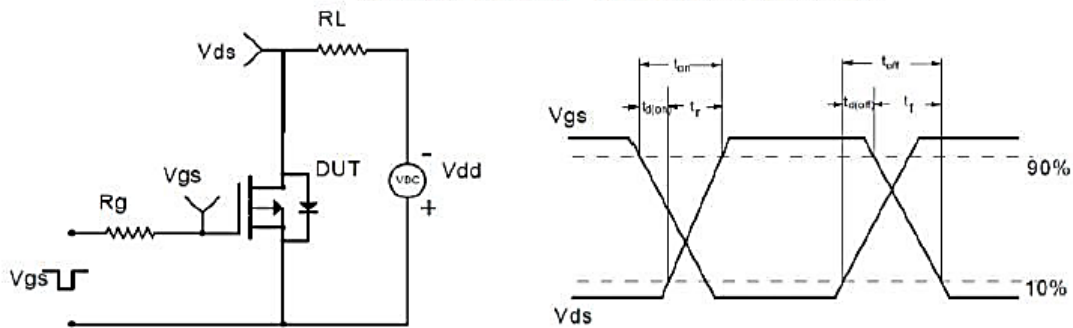 RL
Vds
DUT
-
VDC
Vdd
+
Vgs
Rg
Vgs
ton
toff
td(on)
tr
td(off)
tf
Vgs
90%
10%
Vds